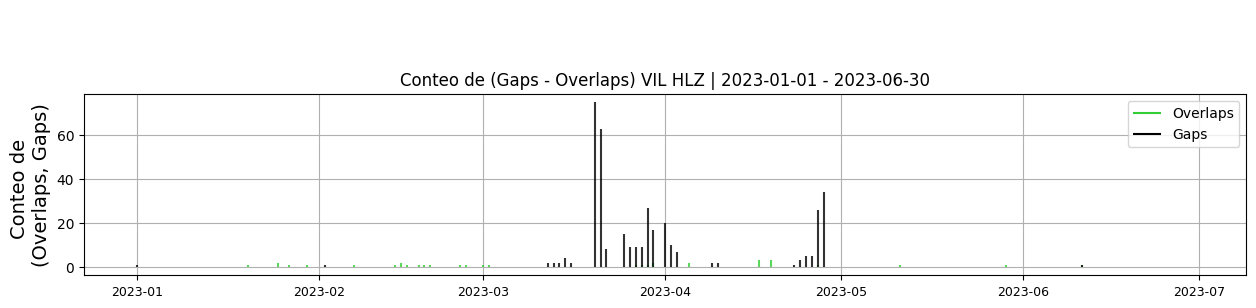 Conteo de (Gaps - Overlaps) VIL HLZ | 2023-01-01 - 2023-06-30
Conteo de
(Overlaps, Gaps)
60
40
20
0
Overlaps
Gaps
2023-01
2023-02
2023-03
2023-04
2023-05
2023-06
2023-07